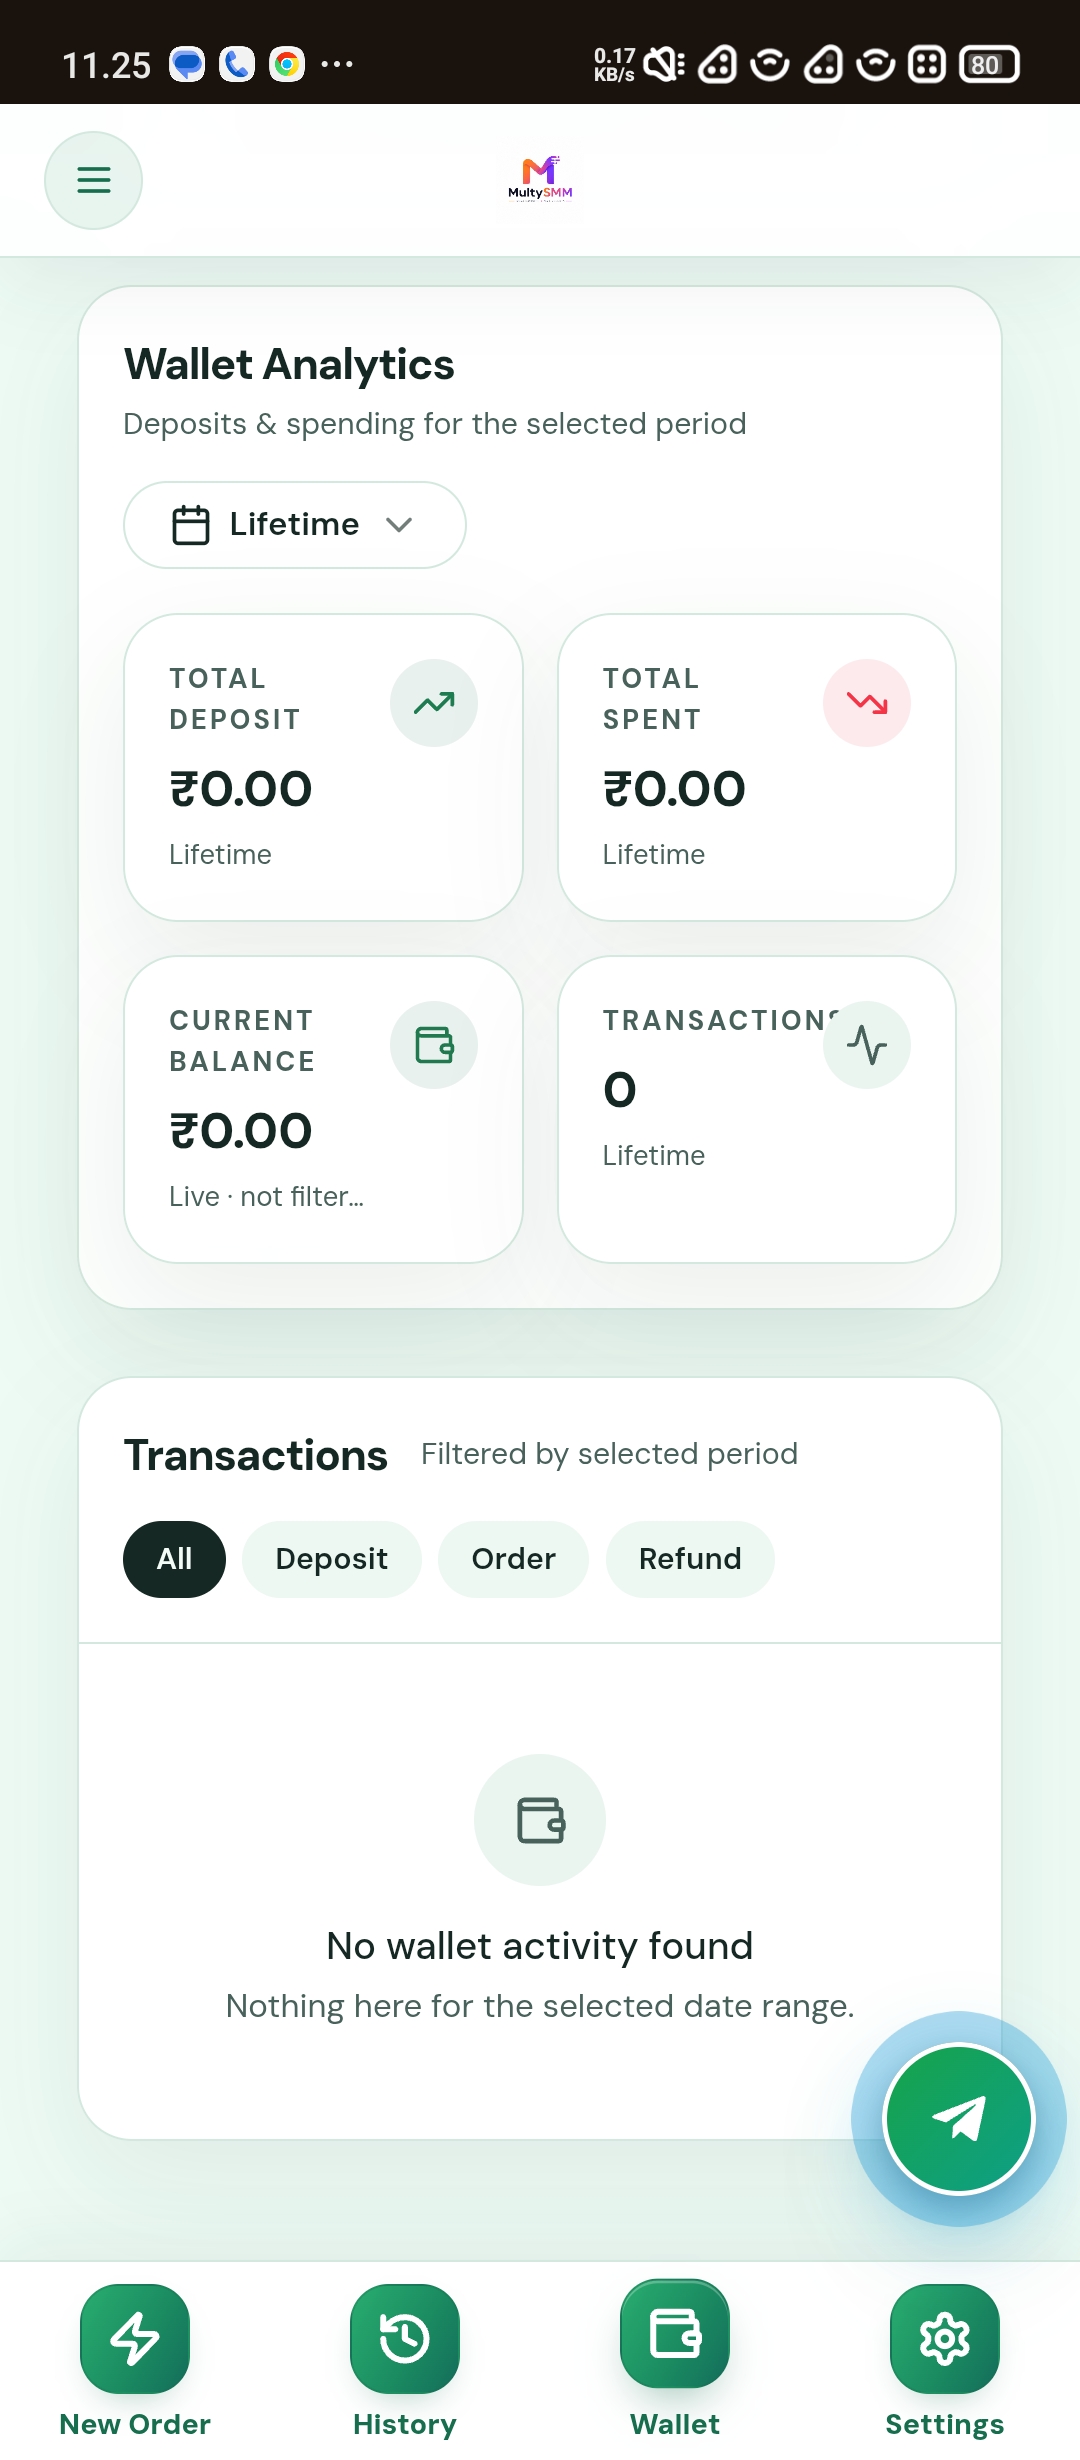 11.25
0.17
KB/s
80
MultySMM
Wallet Analytics
Deposits & spending for the selected period
Lifetime
TOTAL
DEPOSIT
₹0.00
Lifetime
TOTAL
SPENT
₹0.00
Lifetime
CURRENT
BALANCE
₹0.00
Live · not filter...
TRANSACTIONS
0
Lifetime
Transactions Filtered by selected period
All Deposit Order Refund
No wallet activity found
Nothing here for the selected date range.
New Order History Wallet Settings